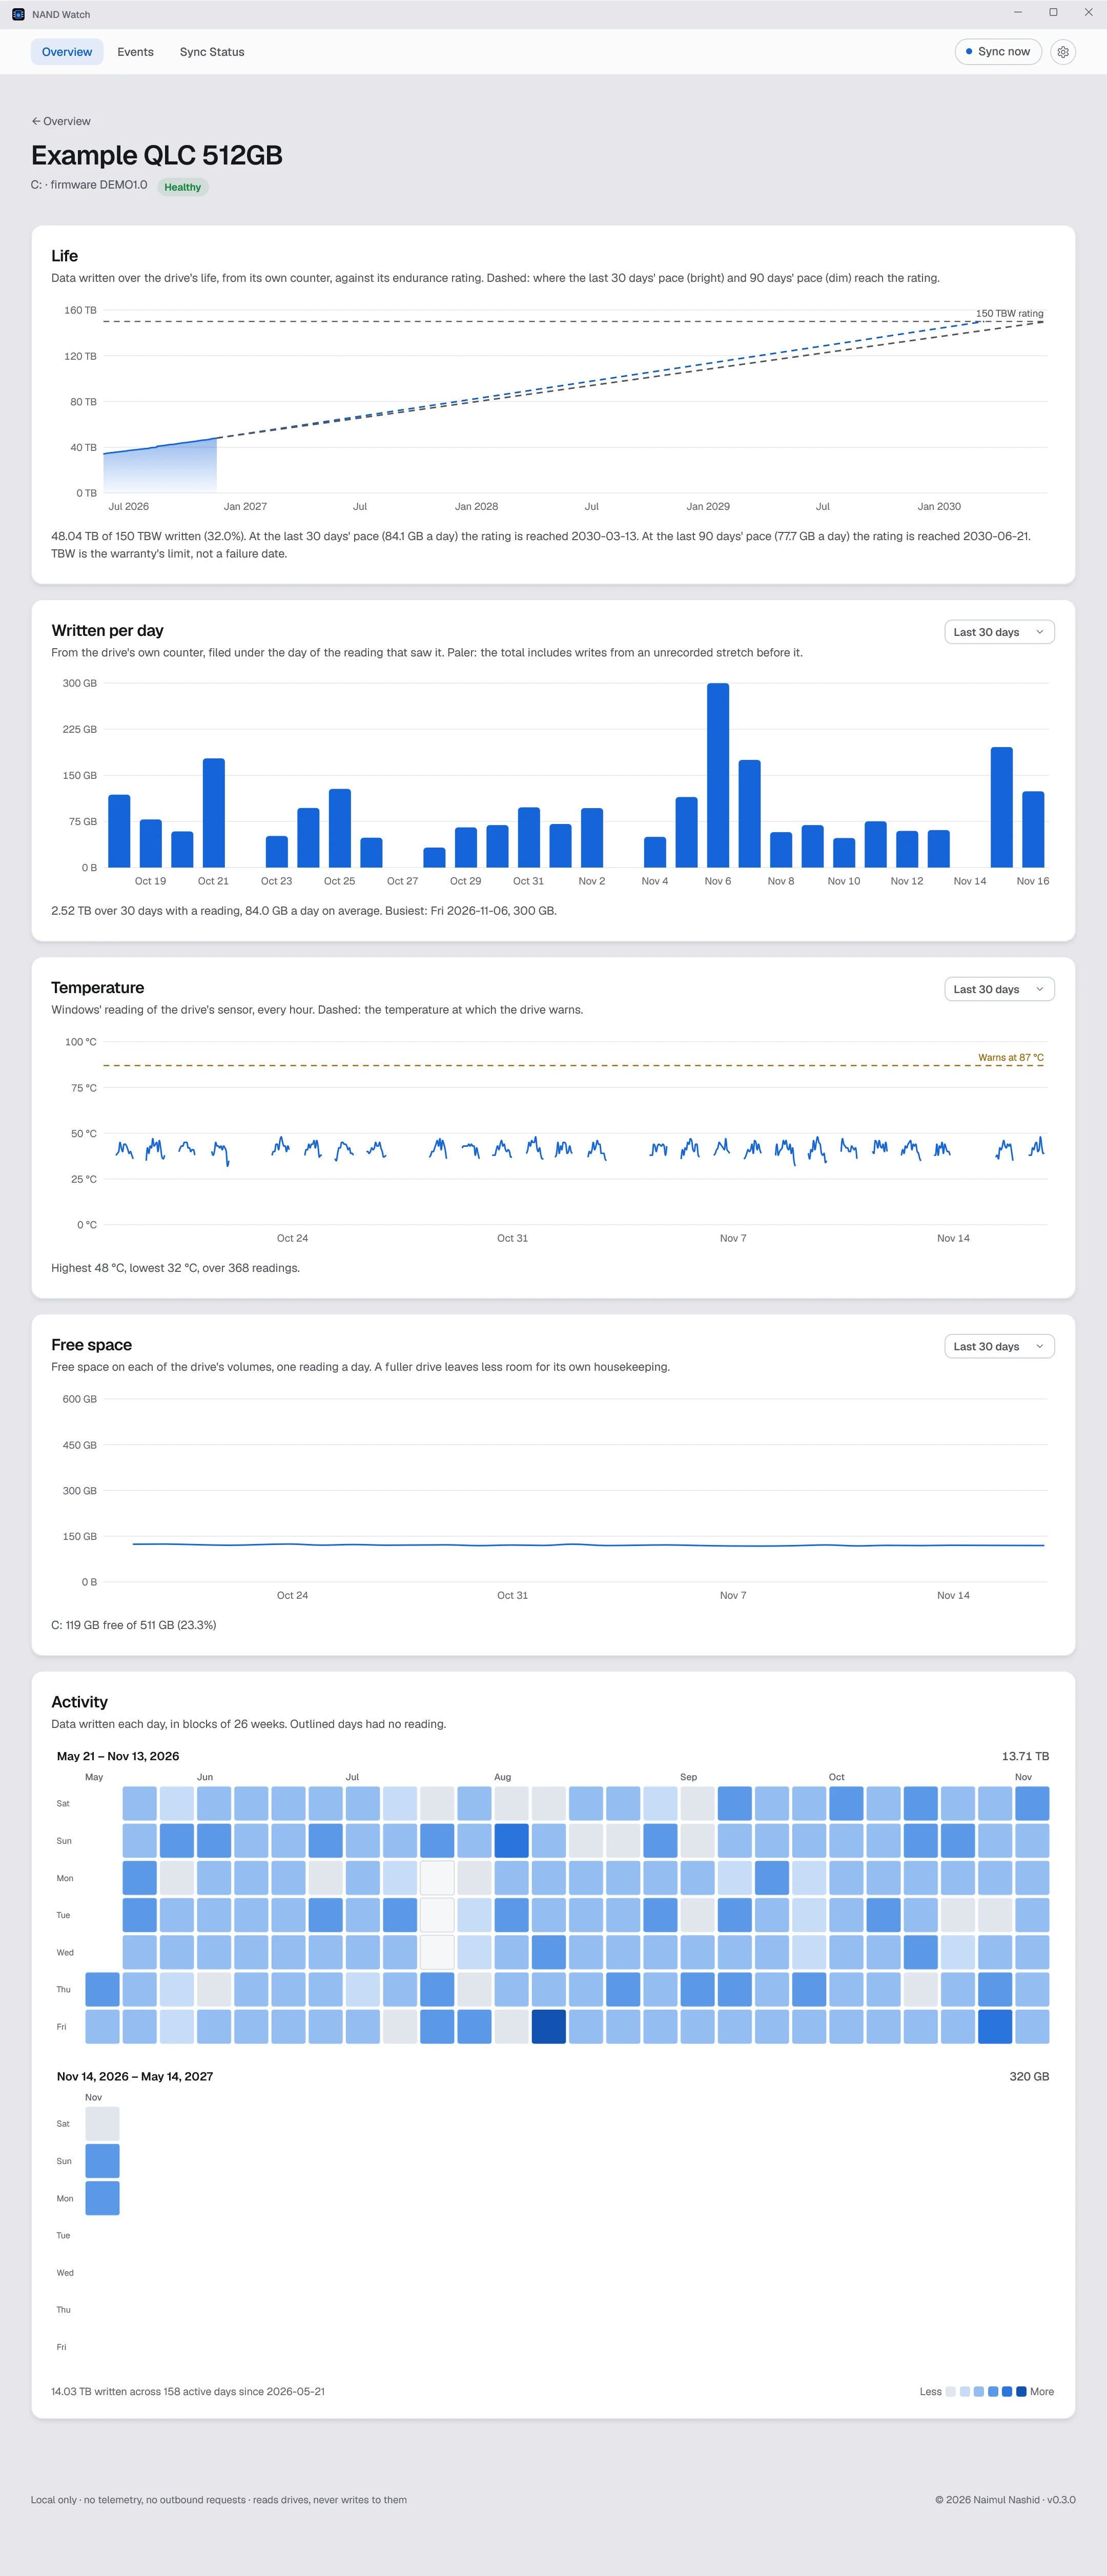 NAND Watch
Overview Events Sync Status Sync now
← Overview
Example QLC 512GB
C: · firmware DEMO1.0 Healthy
Life
Data written over the drive's life, from its own counter, against its endurance rating. Dashed: where the last 30 days' pace (bright) and 90 days' pace (dim) reach the rating.
160 TB
150 TBW rating
120 TB
80 TB
40 TB
0 TB
Jul 2026 Jan 2027 Jul Jan 2028 Jul Jan 2029 Jul Jan 2030
48.04 TB of 150 TBW written (32.0%). At the last 30 days' pace (84.1 GB a day) the rating is reached 2030-03-13. At the last 90 days' pace (77.7 GB a day) the rating is reached 2030-06-21.
TBW is the warranty's limit, not a failure date.
Written per day Last 30 days
From the drive's own counter, filed under the day of the reading that saw it. Paler: the total includes writes from an unrecorded stretch before it.
300 GB
225 GB
150 GB
75 GB
0 B
Oct 19 Oct 21 Oct 23 Oct 25 Oct 27 Oct 29 Oct 31 Nov 2 Nov 4 Nov 6 Nov 8 Nov 10 Nov 12 Nov 14 Nov 16
2.52 TB over 30 days with a reading, 84.0 GB a day on average. Busiest: Fri 2026-11-06, 300 GB.
Temperature Last 30 days
Windows' reading of the drive's sensor, every hour. Dashed: the temperature at which the drive warns.
100 °C
Warns at 87 °C
75 °C
50 °C
25 °C
0 °C
Oct 24 Oct 31 Nov 7 Nov 14
Highest 48 °C, lowest 32 °C, over 368 readings.
Free space Last 30 days
Free space on each of the drive's volumes, one reading a day. A fuller drive leaves less room for its own housekeeping.
600 GB
450 GB
300 GB
150 GB
0 B
Oct 24 Oct 31 Nov 7 Nov 14
C: 119 GB free of 511 GB (23.3%)
Activity
Data written each day, in blocks of 26 weeks. Outlined days had no reading.
May 21 – Nov 13, 2026 13.71 TB
May Jun Jul Aug Sep Oct Nov
Sat
Sun
Mon
Tue
Wed
Thu
Fri
Nov 14, 2026 – May 14, 2027 320 GB
Nov
Sat
Sun
Mon
Tue
Wed
Thu
Fri
14.03 TB written across 158 active days since 2026-05-21 Less More
Local only · no telemetry, no outbound requests · reads drives, never writes to them © 2026 Naimul Nashid · v0.3.0